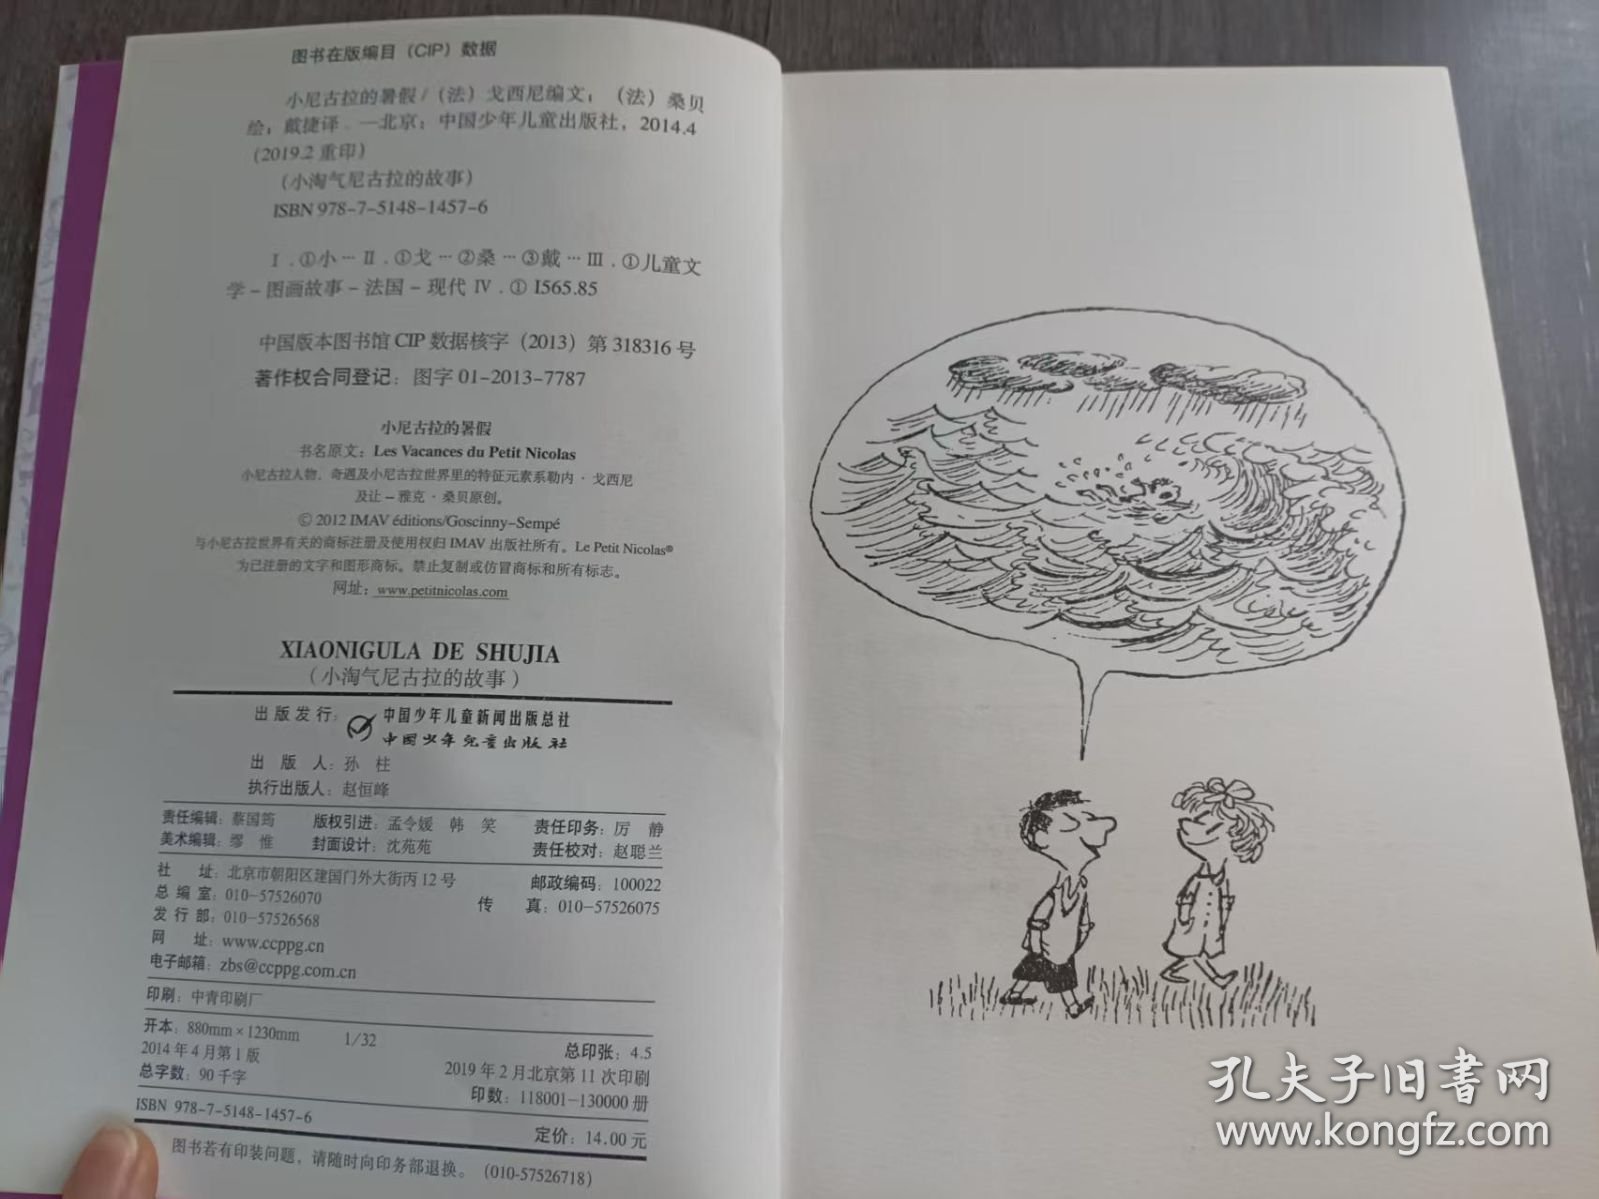 图书在版编目（CIP）数据
小尼古拉的暑假/（法）戈西尼编文；（法）桑贝
绘；戴捷译．—北京：中国少年儿童出版社，2014.4
（2019.2 重印）
（小淘气尼古拉的故事）
ISBN 978-7-5148-1457-6
Ⅰ．①小… Ⅱ．①戈…②桑…③戴… Ⅲ．①儿童文
学－图画故事－法国－现代 Ⅳ．① I565.85
中国版本图书馆 CIP 数据核字（2013）第 318316 号
著作权合同登记：图字 01-2013-7787
小尼古拉的暑假
书名原文：Les Vacances du Petit Nicolas
小尼古拉人物、奇遇及小尼古拉世界里的特征元素系勒内·戈西尼
及让－雅克·桑贝原创。
© 2012 IMAV éditions/Goscinny-Sempé
与小尼古拉世界有关的商标注册及使用权归 IMAV 出版社所有。Le Petit Nicolas®
为已注册的文字和图形商标。禁止复制或仿冒商标和所有标志。
网址：www.petitnicolas.com
XIAONIGULA DE SHUJIA
（小淘气尼古拉的故事）
出版发行：中国少年儿童新闻出版总社
中国少年儿童出版社
出 版 人：孙 柱
执行出版人：赵恒峰
责任编辑：蔡国筠 版权引进：孟令媛 韩 笑 责任印务：厉 静
美术编辑：缪 惟 封面设计：沈苑苑 责任校对：赵聪兰
社 址：北京市朝阳区建国门外大街丙 12 号 邮政编码：100022
总 编 室：010-57526070 传 真：010-57526075
发 行 部：010-57526568
网 址：www.ccppg.cn
电子邮箱：zbs@ccppg.com.cn
印刷：中青印刷厂
开本：880mm×1230mm 1/32 总印张：4.5
2014 年 4 月第 1 版 2019 年 2 月北京第 11 次印刷
总字数：90 千字 印数：118001-130000 册
ISBN 978-7-5148-1457-6 定价：14.00 元
图书若有印装问题，请随时向印务部退换。（010-57526718）
孔夫子旧书网
www.kongfz.com